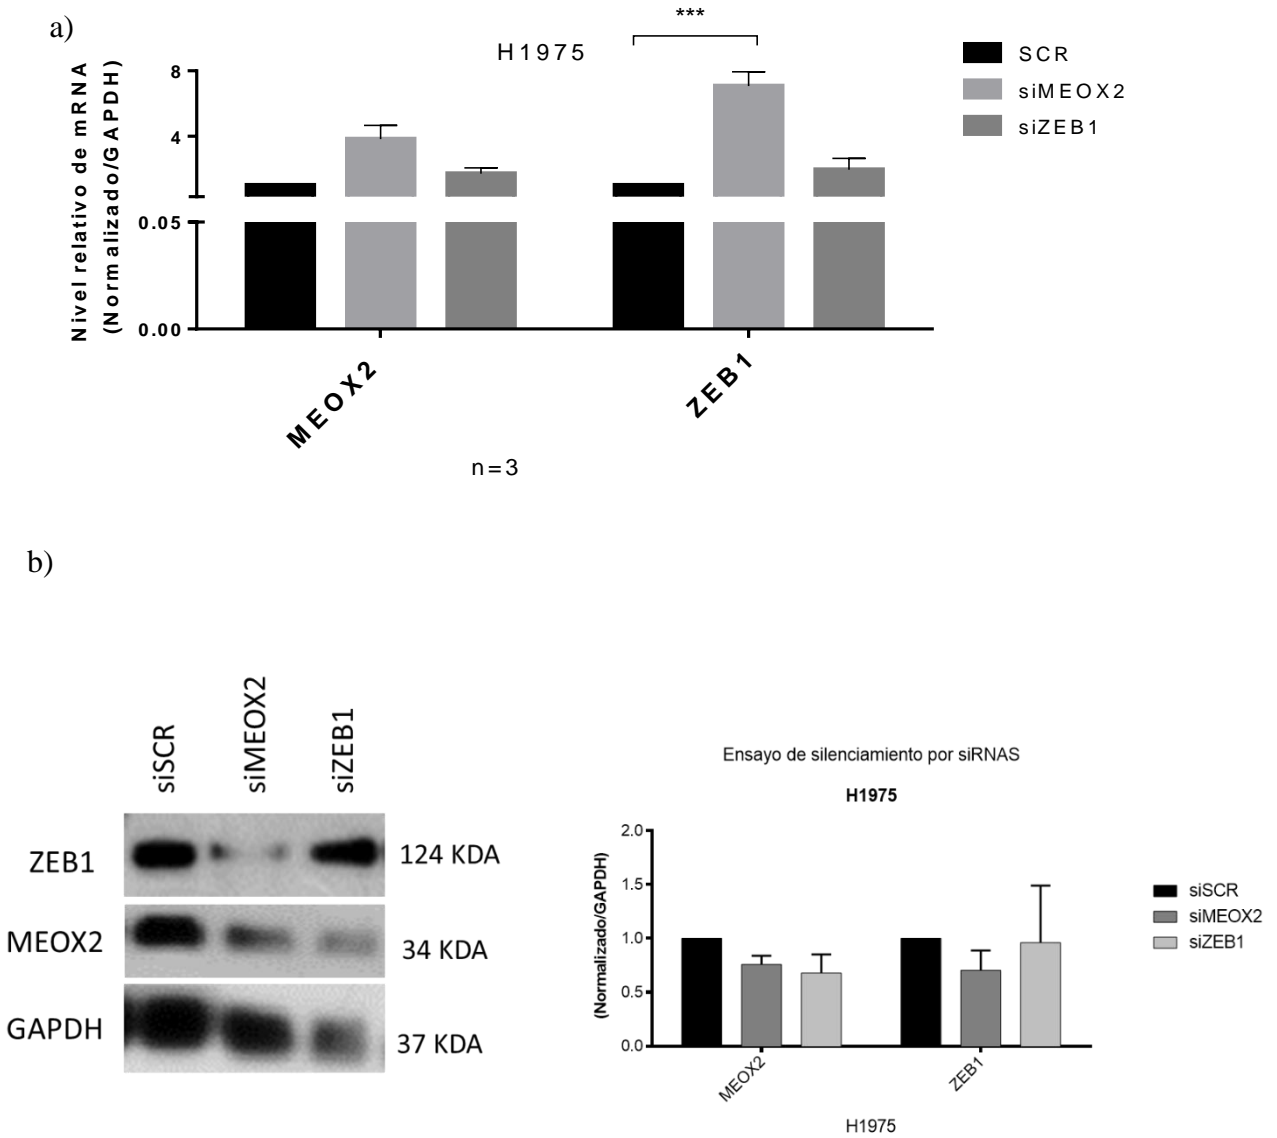 a)
***
H1975
SCR
siMEOX2
siZEB1
Nivel relativo de mRNA
(Normalizado/GAPDH)
8
4
0.05
0.00
MEOX2
ZEB1
n=3
b)
siSCR
siMEOX2
siZEB1
ZEB1
124 KDA
MEOX2
34 KDA
GAPDH
37 KDA
Ensayo de silenciamiento por siRNAS
H1975
(Normalizado/GAPDH)
2.0
1.5
1.0
0.5
0.0
siSCR
siMEOX2
siZEB1
MEOX2
ZEB1
H1975